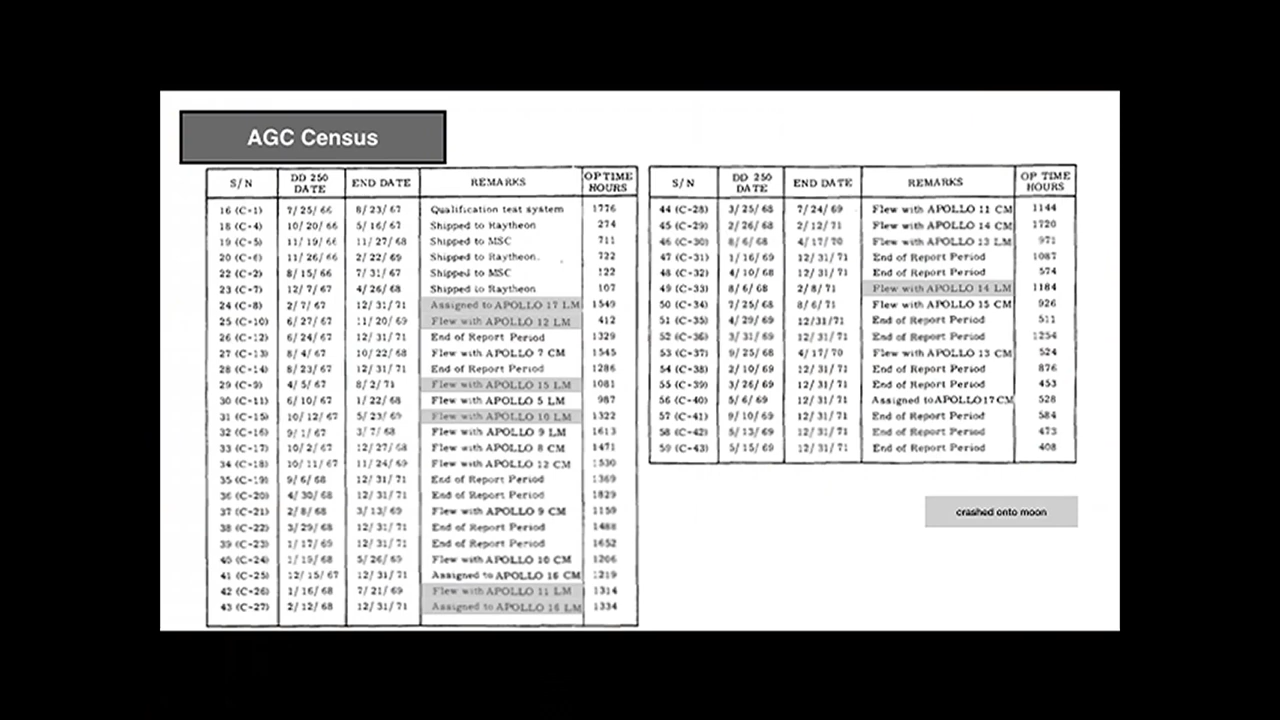 AGC Census
S/N DD 250 DATE END DATE REMARKS OP TIME HOURS
16 (C-1) 7/25/66 8/23/67 Qualification test system 1776
18 (C-4) 10/20/66 5/16/67 Shipped to Raytheon 274
19 (C-5) 11/19/66 11/27/68 Shipped to MSC 711
20 (C-6) 11/26/66 2/22/69 Shipped to Raytheon. 722
22 (C-2) 8/15/66 7/31/67 Shipped to MSC 122
23 (C-7) 12/7/67 4/26/68 Shipped to Raytheon 107
24 (C-8) 2/7/67 12/31/71 Assigned to APOLLO 17 LM 1549
25 (C-10) 6/27/67 11/20/69 Flew with APOLLO 12 LM 412
26 (C-12) 6/24/67 12/31/71 End of Report Period 1329
27 (C-13) 8/4/67 10/22/68 Flew with APOLLO 7 CM 1545
28 (C-14) 8/23/67 12/31/71 End of Report Period 1286
29 (C-9) 4/5/67 8/2/71 Flew with APOLLO 15 LM 1081
30 (C-11) 6/10/67 1/22/68 Flew with APOLLO 5 LM 987
31 (C-15) 10/12/67 5/23/69 Flew with APOLLO 10 LM 1322
32 (C-16) 9/1/67 3/7/68 Flew with APOLLO 9 LM 1613
33 (C-17) 10/2/67 12/27/68 Flew with APOLLO 8 CM 1471
34 (C-18) 10/11/67 11/24/69 Flew with APOLLO 12 CM 1530
35 (C-19) 9/6/68 12/31/71 End of Report Period 1369
36 (C-20) 4/30/68 12/31/71 End of Report Period 1829
37 (C-21) 2/8/68 3/13/69 Flew with APOLLO 9 CM 1159
38 (C-22) 3/29/68 12/31/71 End of Report Period 1488
39 (C-23) 1/17/69 12/31/71 End of Report Period 1652
40 (C-24) 1/19/68 5/26/69 Flew with APOLLO 10 CM 1206
41 (C-25) 12/15/67 12/31/71 Assigned to APOLLO 16 CM 1219
42 (C-26) 1/16/68 7/21/69 Flew with APOLLO 11 LM 1314
43 (C-27) 2/12/68 12/31/71 Assigned to APOLLO 16 LM 1334
S/N DD 250 DATE END DATE REMARKS OP TIME HOURS
44 (C-28) 3/25/68 7/24/69 Flew with APOLLO 11 CM 1144
45 (C-29) 2/26/68 2/12/71 Flew with APOLLO 14 CM 1720
46 (C-30) 8/6/68 4/17/70 Flew with APOLLO 13 LM 971
47 (C-31) 1/16/69 12/31/71 End of Report Period 1087
48 (C-32) 4/10/68 12/31/71 End of Report Period 574
49 (C-33) 8/6/68 2/8/71 Flew with APOLLO 14 LM 1184
50 (C-34) 7/25/68 8/6/71 Flew with APOLLO 15 CM 926
51 (C-35) 4/29/69 12/31/71 End of Report Period 511
52 (C-36) 3/31/69 12/31/71 End of Report Period 1254
53 (C-37) 9/25/68 4/17/70 Flew with APOLLO 13 CM 524
54 (C-38) 2/10/69 12/31/71 End of Report Period 876
55 (C-39) 3/26/69 12/31/71 End of Report Period 453
56 (C-40) 5/6/69 12/31/71 Assigned to APOLLO 17 CM 528
57 (C-41) 9/10/69 12/31/71 End of Report Period 584
58 (C-42) 5/13/69 12/31/71 End of Report Period 473
59 (C-43) 5/15/69 12/31/71 End of Report Period 408
crashed onto moon